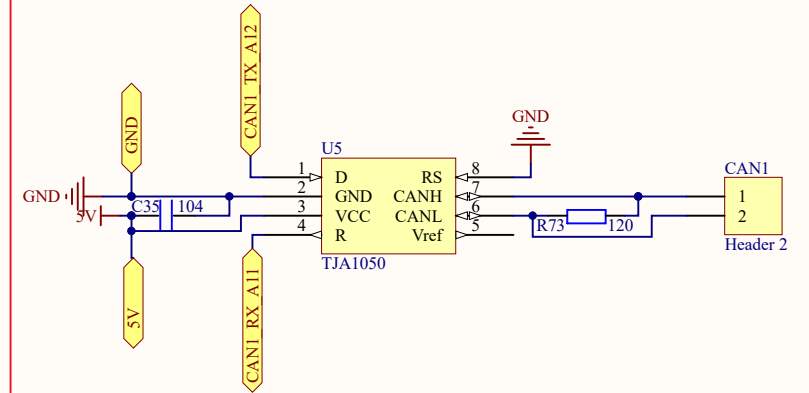 CAN1_TX_A12
GND
GND
GND
U5
CAN1
1 D
RS 8
2 GND
CANH 7
1
C35 104
5V
3 VCC
CANL 6
2
4 R
Vref 5
R73 120
Header 2
TJA1050
5V
CAN1_RX_A11